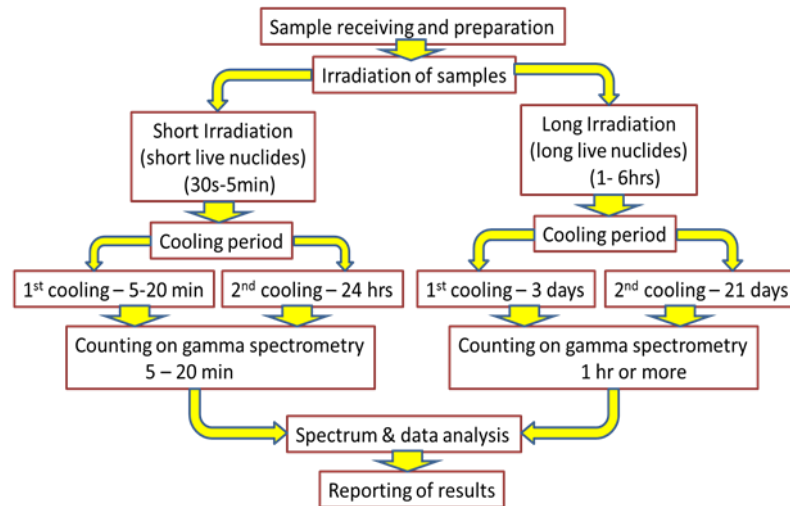 Sample receiving and preparation
Irradiation of samples
Short Irradiation
(short live nuclides)
(30s-5min)
Long Irradiation
(long live nuclides)
(1- 6hrs)
Cooling period
Cooling period
1st cooling – 5-20 min
2nd cooling – 24 hrs
1st cooling – 3 days
2nd cooling – 21 days
Counting on gamma spectrometry
5 – 20 min
Counting on gamma spectrometry
1 hr or more
Spectrum & data analysis
Reporting of results